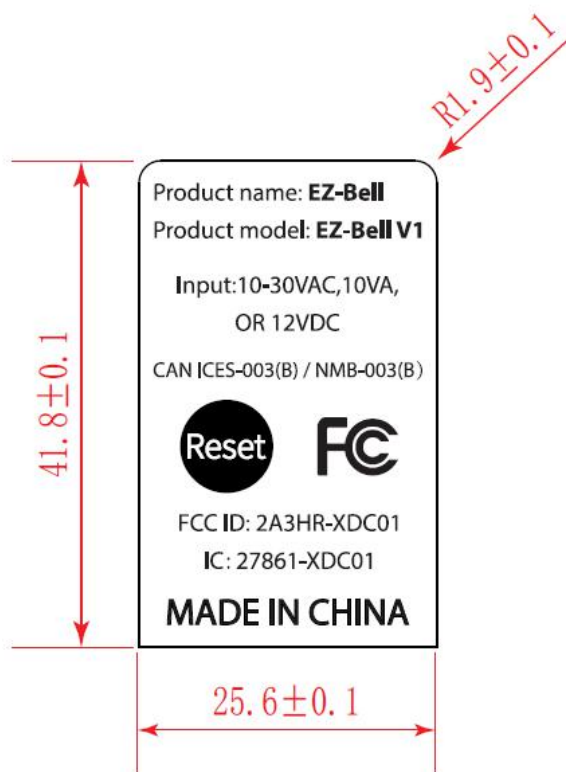 R1.9±0.1
Product name: EZ-Bell
Product model: EZ-Bell V1
Input:10-30VAC,10VA,
OR 12VDC
CAN ICES-003(B) / NMB-003(B)
41.8±0.1
Reset
FC
FCC ID: 2A3HR-XDC01
IC: 27861-XDC01
MADE IN CHINA
25.6±0.1